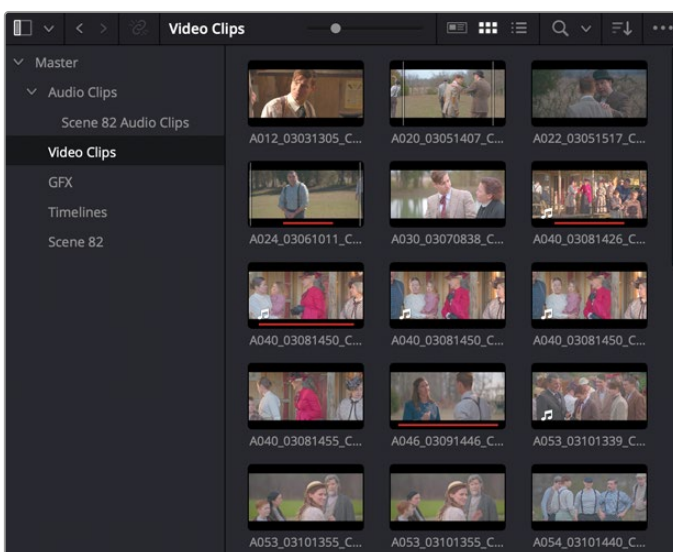 Video Clips
Master
Audio Clips
Scene 82 Audio Clips
Video Clips
GFX
Timelines
Scene 82
A012_03031305_C...
A020_03051407_C...
A022_03051517_C...
A024_03061011_C...
A030_03070838_C...
A040_03081426_C...
A040_03081450_C...
A040_03081450_C...
A040_03081450_C...
A040_03081455_C...
A046_03091446_C...
A053_03101339_C...
A053_03101355_C...
A053_03101355_C...
A054_03101440_C...